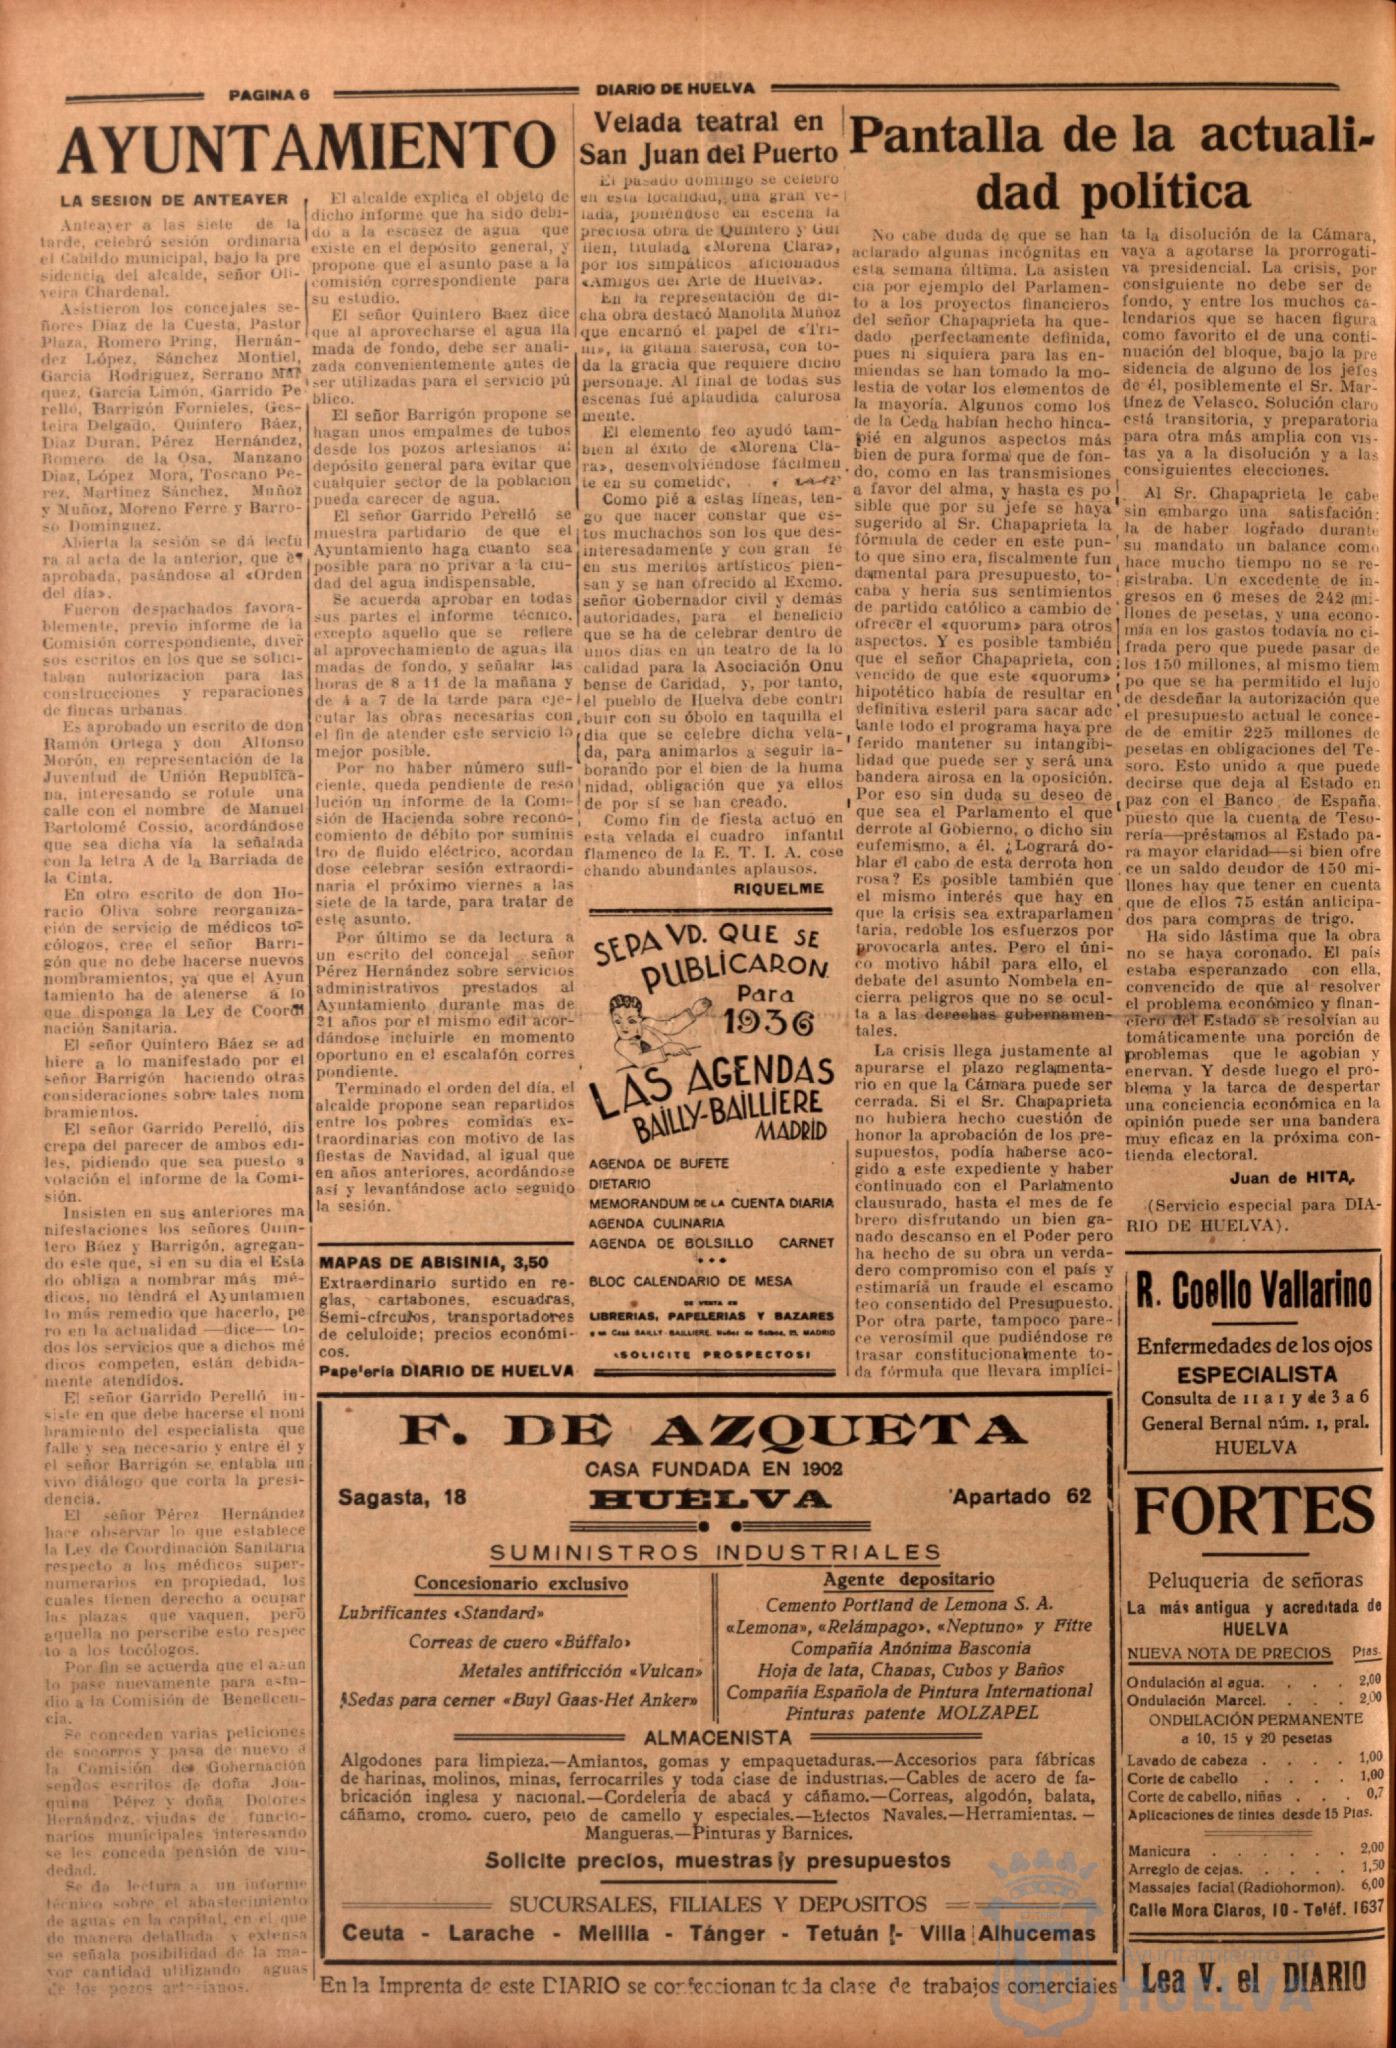 PAGINA 6
DIARIO DE HUELVA
AYUNTAMIENTO
LA SESION DE ANTEAYER
Anteayer a las siete de la
tarde, celebró sesión ordinaria
el Cabildo municipal, bajo la pre
sidencia del alcalde, señor Oli-
veira Chardenal.
Asistieron los concejales se-
ñores Díaz de la Cuesta, Pastor
Plaza, Romero Pring, Hernán-
dez López, Sánchez Montiel,
García Rodríguez, Serrano Már
quez, García Limón, Garrido Pe
relló, Barrigón Fornieles, Ges-
teira Delgado, Quintero Báez,
Díaz Duran, Pérez Hernández,
Romero de la Osa, Manzano
Díaz, López Mora, Toscano Pe-
rez, Martínez Sánchez, Muñoz
y Muñoz, Moreno Ferre y Barro-
so Domínguez.
Abierta la sesión se dá lectu
ra al acta de la anterior, que es
aprobada, pasándose al «Orden
del día».
Fueron despachados favora-
blemente, previo informe de la
Comisión correspondiente, diver
sos escritos en los que se solici-
taban autorización para las
construcciones y reparaciones
de fincas urbanas.
Es aprobado un escrito de don
Ramón Ortega y don Alfonso
Morón, en representación de la
Juventud de Unión Republica-
na, interesando se rotule una
calle con el nombre de Manuel
Bartolomé Cossio, acordándose
que sea dicha vía la señalada
con la letra A de la Barriada de
la Cinta.
En otro escrito de don Ho-
racio Oliva sobre reorganiza-
ción de servicio de médicos to-
cólogos, cree el señor Barri-
gón que no debe hacerse nuevos
nombramientos, ya que el Ayun
tamiento ha de atenerse a lo
que disponga la Ley de Coordi
nación Sanitaria.
El señor Quintero Báez se ad
hiere a lo manifestado por el
señor Barrigón haciendo otras
consideraciones sobre tales nom
bramientos.
El señor Garrido Perelló, dis
crepa del parecer de ambos edi-
les, pidiendo que sea puesto a
votación el informe de la Comi-
sión.
Insisten en sus anteriores ma
nifestaciones los señores Quin-
tero Báez y Barrigón, agregan-
do este que, si en su día el Esta
do obliga a nombrar más mé-
dicos, no tendrá el Ayuntamien
to más remedio que hacerlo, pe
ro en la actualidad —dice— to-
dos los servicios que a dichos mé
dicos competen, están debida-
mente atendidos.
El señor Garrido Perelló in-
siste en que debe hacerse el nom
bramiento del especialista que
falle y sea necesario y entre él y
el señor Barrigón se entabla un
vivo diálogo que corta la presi-
dencia.
El señor Pérez Hernández
hace observar lo que establece
la Ley de Coordinación Sanitaria
respecto a los médicos super-
numerarios en propiedad, los
cuales tienen derecho a ocupar
las plazas que vaquen, pero
aquella no perscribe esto respec
to a los tocólogos.
Por fin se acuerda que el asun
to pase nuevamente para estu-
dio a la Comisión de Beneficen-
cia.
Se conceden varias peticiones
de socorros y pasa de nuevo a
la Comisión de Gobernación
sendos escritos de doña Joa-
quina Pérez y doña Dolores
Hernández, viudas de funcio-
narios municipales interesando
se les conceda pensión de viu-
dedad.
Se da lectura a un informe
técnico sobre el abastecimiento
de aguas en la capital, en el que
de manera detallada y extensa
se señala posibilidad de la ma-
yor cantidad utilizando aguas
de los pozos artesianos.
El alcalde explica el objeto de
dicho informe que ha sido debi-
do a la escasez de agua que
existe en el depósito general, y
propone que el asunto pase a la
comisión correspondiente para
su estudio.
El señor Quintero Baez dice
que al aprovecharse el agua lla
mada de fondo, debe ser anali-
zada convenientemente antes de
ser utilizadas para el servicio pú
blico.
El señor Barrigón propone se
hagan unos empalmes de tubos
desde los pozos artesianos al
depósito general para evitar que
cualquier sector de la poblacion
pueda carecer de agua.
El señor Garrido Perelló se
muestra partidario de que el
Ayuntamiento haga cuanto sea
posible para no privar a la ciu-
dad del agua indispensable.
Se acuerda aprobar en todas
sus partes el informe técnico,
excepto aquello que se refiere
al aprovechamiento de aguas lla
madas de fondo, y señalar las
horas de 8 a 11 de la mañana y
de 4 a 7 de la tarde para eje-
cutar las obras necesarias con
el fin de atender este servicio lo
mejor posible.
Por no haber número sufi-
ciente, queda pendiente de reso
lución un informe de la Comi-
sión de Hacienda sobre recono-
comiento de débito por suminis
tro de fluido eléctrico, acordan
dose celebrar sesión extraordi-
naria el próximo viernes a las
siete de la tarde, para tratar de
este asunto.
Por último se da lectura a
un escrito del concejal señor
Pérez Hernández sobre servicios
administrativos prestados al
Ayuntamiento durante mas de
21 años por el mismo edil acor-
dándose incluirle en momento
oportuno en el escalafón corres
pondiente.
Terminado el orden del día, el
alcalde propone sean repartidos
entre los pobres comidas ex-
traordinarias con motivo de las
fiestas de Navidad, al igual que
en años anteriores, acordándose
así y levantándose acto seguido
la sesión.
MAPAS DE ABISINIA, 3,50
Extraordinario surtido en re-
glas, cartabones, escuadras,
Semi-círculos, transportadores
de celuloide; precios económi-
cos.
Papelería DIARIO DE HUELVA
Velada teatral en
San Juan del Puerto
El pasado domingo se celebró
en esta localidad, una gran ve-
lada, poniéndose en escena la
preciosa obra de Quintero y Gui
llen, titulada «Morena Clara»,
por los simpáticos aficionados
«Amigos del Arte de Huelva».
En la representación de di-
cha obra destacó Manolita Muñoz
que encarnó el papel de «Tri-
ni», la gitana salerosa, con to-
da la gracia que requiere dicho
personaje. Al final de todas sus
escenas fué aplaudida calurosa
mente.
El elemento feo ayudó tam-
bien al éxito de «Morena Cla-
ra», desenvolviéndose fácilmen
te en su cometido,
Como pié a estas líneas, ten-
go que hacer constar que es-
tos muchachos son los que des-
interesadamente y con gran fe
en sus meritos artísticos pien-
san y se han ofrecido al Excmo.
señor Gobernador civil y demás
autoridades, para el beneficio
que se ha de celebrar dentro de
unos días en un teatro de la lo
calidad para la Asociación Onu
bense de Caridad, y, por tanto,
el pueblo de Huelva debe contri
buir con su óbolo en taquilla el
día que se celebre dicha vela-
da, para animarlos a seguir la-
borando por el bien de la huma
nidad, obligación que ya ellos
de por sí se han creado.
Como fin de fiesta actuó en
esta velada el cuadro infantil
flamenco de la E. T. I. A. cose
chando abundantes aplausos.
RIQUELME
SEPA VD. QUE SE
PUBLICARON
Para
1936
LAS AGENDAS
BAILLY-BAILLIERE
MADRID
AGENDA DE BUFETE
DIETARIO
MEMORANDUM DE LA CUENTA DIARIA
AGENDA CULINARIA
AGENDA DE BOLSILLO CARNET
BLOC CALENDARIO DE MESA
DE VENTA EN
LIBRERIAS, PAPELERIAS Y BAZARES
y en Casa BAILLY-BAILLIERE, Nuñez de Balboa, 21, MADRID
¡SOLICITE PROSPECTOS!
Pantalla de la actuali-
dad política
No cabe duda de que se han
aclarado algunas incógnitas en
esta semana última. La asisten
cia por ejemplo del Parlamen-
to a los proyectos financieros
del señor Chapaprieta ha que-
dado perfectamente definida,
pues ni siquiera para las en-
miendas se han tomado la mo-
lestia de votar los elementos de
la mayoría. Algunos como los
de la Ceda habían hecho hinca-
pié en algunos aspectos más
bien de pura forma que de fon-
do, como en las transmisiones
a favor del alma, y hasta es po
sible que por su jefe se haya
sugerido al Sr. Chapaprieta la
fórmula de ceder en este pun-
to que sino era, fiscalmente fun
damental para presupuesto, to-
caba y hería sus sentimientos
de partido católico a cambio de
ofrecer el «quorum» para otros
aspectos. Y es posible también
que el señor Chapaprieta, con
vencido de que este «quorum»
hipotético había de resultar en
definitiva esteril para sacar ade
tante todo el programa haya pre
ferido mantener su intangibi-
lidad que puede ser y será una
bandera airosa en la oposición.
Por eso sin duda su deseo de
que sea el Parlamento el que
derrote al Gobierno, o dicho sin
eufemismo, a él. ¿Logrará do-
blar el cabo de esta derrota hon
rosa? Es posible también que
el mismo interés que hay en
que la crisis sea extraparlamen
taria, redoble los esfuerzos por
provocarla antes. Pero el úni-
co motivo hábil para ello, el
debate del asunto Nombela en-
cierra peligros que no se ocul-
ta a las derechas gubernamen-
tales.
La crisis llega justamente al
apurarse el plazo reglamenta-
rio en que la Cámara puede ser
cerrada. Si el Sr. Chapaprieta
no hubiera hecho cuestión de
honor la aprobación de los pre-
supuestos, podía haberse aco-
gido a este expediente y haber
continuado con el Parlamento
clausurado, hasta el mes de fe
brero disfrutando un bien ga-
nado descanso en el Poder pero
ha hecho de su obra un verda-
dero compromiso con el país y
estimaría un fraude el escamo
teo consentido del Presupuesto.
Por otra parte, tampoco pare-
ce verosímil que pudiéndose re
trasar constitucionalmente to-
da fórmula que llevara implíci-
ta la disolución de la Cámara,
vaya a agotarse la prorrogati-
va presidencial. La crisis, por
consiguiente no debe ser de
fondo, y entre los muchos ca-
lendarios que se hacen figura
como favorito el de una conti-
nuación del bloque, bajo la pre
sidencia de alguno de los jefes
de él, posiblemente el Sr. Mar-
tínez de Velasco. Solución claro
está transitoria, y preparatoria
para otra más amplia con vis-
tas ya a la disolución y a las
consiguientes elecciones.
Al Sr. Chapaprieta le cabe
sin embargo una satisfación:
la de haber logrado durante
su mandato un balance como
hace mucho tiempo no se re-
gistraba. Un excedente de in-
gresos en 6 meses de 242 mi-
llones de pesetas, y una econo-
mía en los gastos todavía no ci-
frada pero que puede pasar de
los 150 millones, al mismo tiem
po que se ha permitido el lujo
de desdeñar la autorización que
el presupuesto actual le conce-
de de emitir 225 millones de
pesetas en obligaciones del Te-
soro. Esto unido a que puede
decirse que deja al Estado en
paz con el Banco de España,
puesto que la cuenta de Teso-
rería—préstamos al Estado pa-
ra mayor claridad—si bien ofre
ce un saldo deudor de 150 mi-
llones hay que tener en cuenta
que de ellos 75 están anticipa-
dos para compras de trigo.
Ha sido lástima que la obra
no se haya coronado. El país
estaba esperanzado con ella,
convencido de que al resolver
el problema económico y finan-
ciero del Estado se resolvían au
tomáticamente una porción de
problemas que le agobian y
enervan. Y desde luego el pro-
blema y la tarca de despertar
una conciencia económica en la
opinión puede ser una bandera
muy eficaz en la próxima con-
tienda electoral.
Juan de HITA,
(Servicio especial para DIA-
RIO DE HUELVA).
R. Coello Vallarino
Enfermedades de los ojos
ESPECIALISTA
Consulta de 11 a 1 y de 3 a 6
General Bernal núm. 1, pral.
HUELVA
F. DE AZQUETA
CASA FUNDADA EN 1902
Sagasta, 18 HUELVA Apartado 62
SUMINISTROS INDUSTRIALES
Concesionario exclusivo
Lubrificantes «Standard»
Correas de cuero «Búffalo»
Metales antifricción «Vulcan»
Sedas para cerner «Buyl Gaas-Het Anker»
Agente depositario
Cemento Portland de Lemona S. A.
«Lemona», «Relámpago», «Neptuno» y Fitre
Compañia Anónima Basconia
Hoja de lata, Chapas, Cubos y Baños
Compañia Española de Pintura International
Pinturas patente MOLZAPEL
ALMACENISTA
Algodones para limpieza.—Amiantos, gomas y empaquetaduras.—Accesorios para fábricas
de harinas, molinos, minas, ferrocarriles y toda clase de industrias.—Cables de acero de fa-
bricación inglesa y nacional.—Cordelería de abacá y cáñamo.—Correas, algodón, balata,
cáñamo, cromo, cuero, pelo de camello y especiales.—Efectos Navales.—Herramientas.—
Mangueras.—Pinturas y Barnices.
Solicite precios, muestras y presupuestos
SUCURSALES, FILIALES Y DEPOSITOS
Ceuta - Larache - Melilla - Tánger - Tetuán - Villa Alhucemas
En la Imprenta de este DIARIO se confeccionan toda clase de trabajos comerciales
FORTES
Peluqueria de señoras
La más antigua y acreditada de
HUELVA
NUEVA NOTA DE PRECIOS Ptas.
Ondulación al agua. . . . 2,00
Ondulación Marcel. . . . 2,00
ONDULACIÓN PERMANENTE
a 10, 15 y 20 pesetas
Lavado de cabeza . . . . 1,00
Corte de cabello . . . . 1,00
Corte de cabello, niñas . . . 0,7
Aplicaciones de tintes desde 15 Ptas.
Manicura . . . . 2,00
Arreglo de cejas. . . . . 1,50
Massajes facial (Radiohormon). 6,00
Calle Mora Claros, 10 - Teléf. 1637
Lea V. el DIARIO
Ayuntamiento de
HUELVA